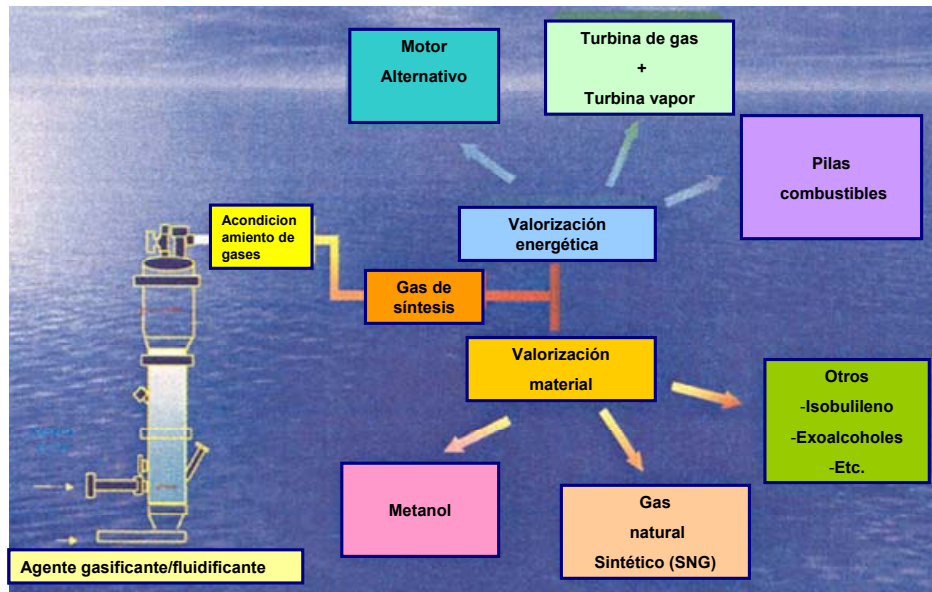 Motor
Alternativo
Turbina de gas
+
Turbina vapor
Pilas
combustibles
Acondicion
amiento de
gases
Valorización
energética
Gas de
síntesis
Valorización
material
Otros
-Isobulileno
-Exoalcoholes
-Etc.
Metanol
Gas
natural
Sintético (SNG)
Agente gasificante/fluidificante